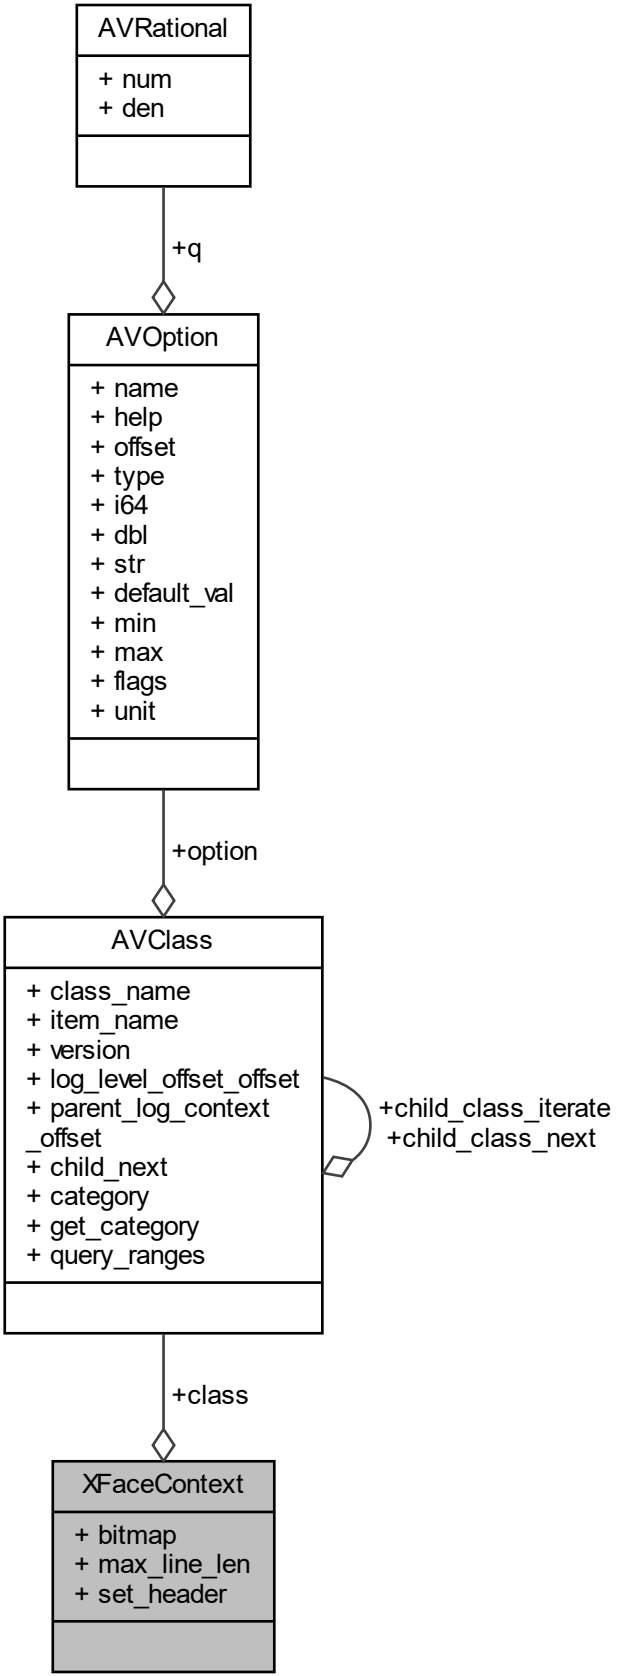 AVRational
+ num
+ den
+q
AVOption
+ name
+ help
+ offset
+ type
+ i64
+ dbl
+ str
+ default_val
+ min
+ max
+ flags
+ unit
+option
AVClass
+ class_name
+ item_name
+ version
+ log_level_offset_offset
+ parent_log_context
_offset
+ child_next
+ category
+ get_category
+ query_ranges
+child_class_iterate
+child_class_next
+class
XFaceContext
+ bitmap
+ max_line_len
+ set_header